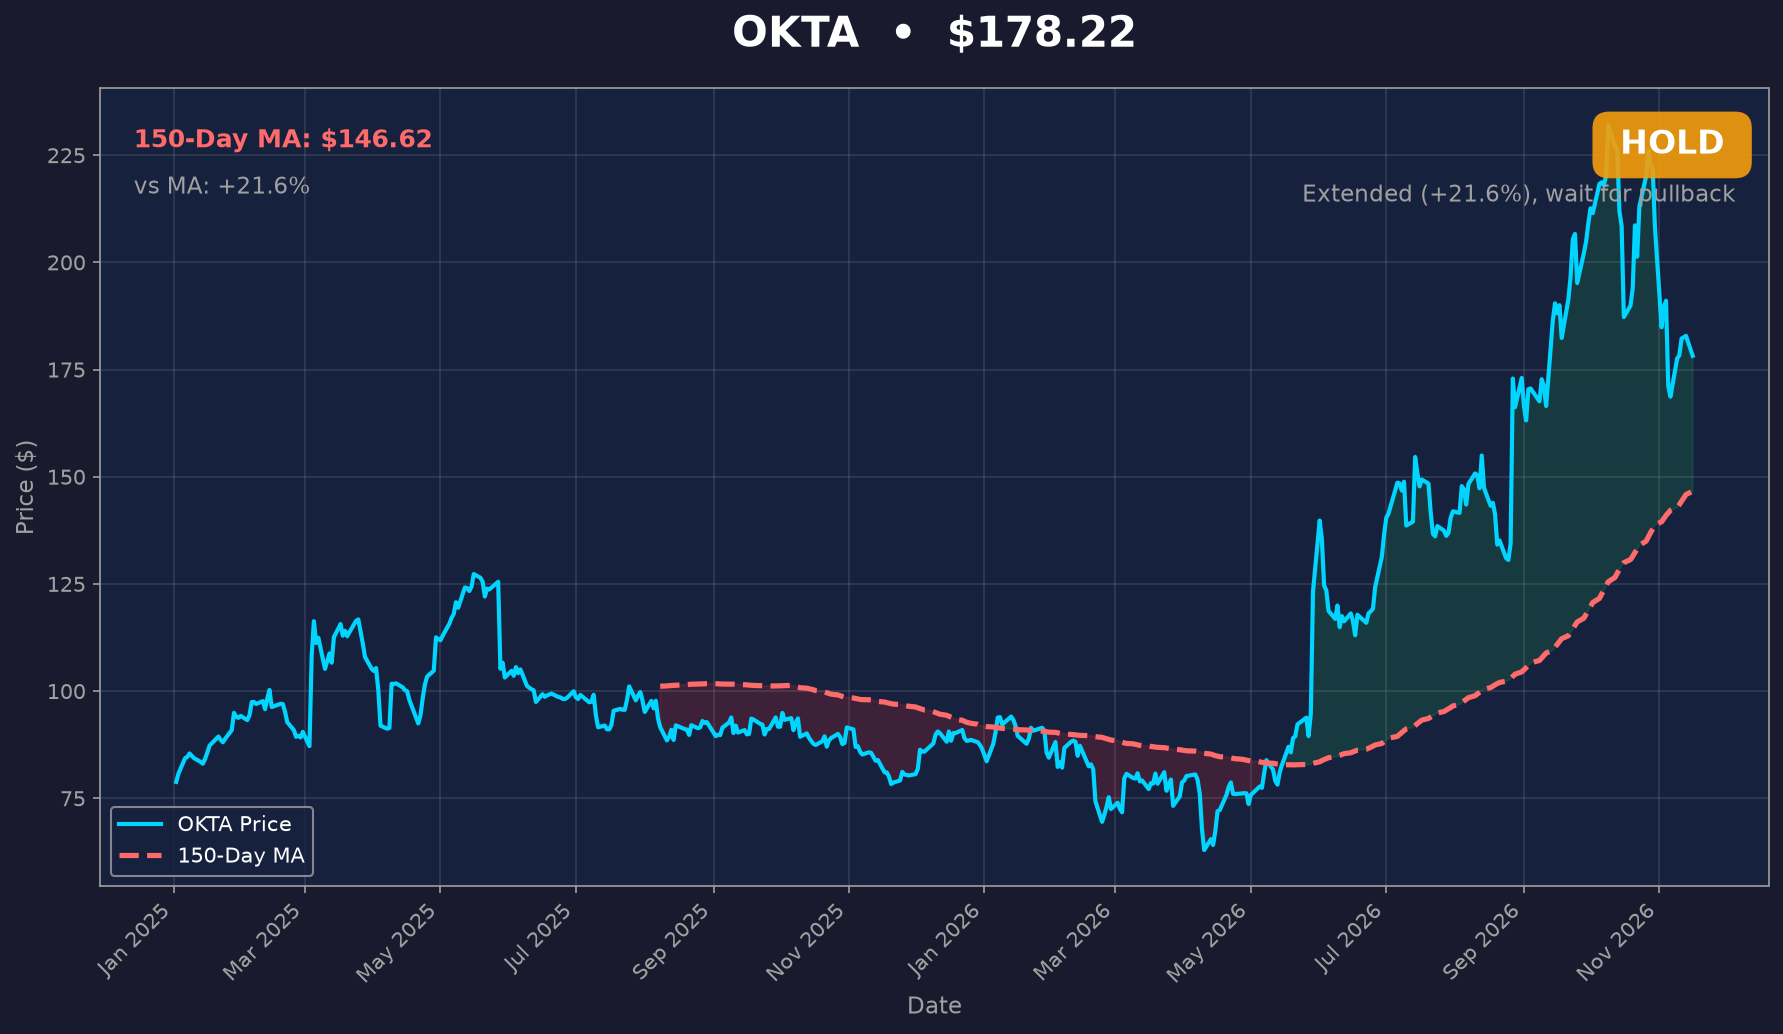 OKTA • $178.22
150-Day MA: $146.62
vs MA: +21.6%
HOLD
Extended (+21.6%), wait for pullback
Price ($)
225
200
175
150
125
100
75
OKTA Price
150-Day MA
Jan 2025
Mar 2025
May 2025
Jul 2025
Sep 2025
Nov 2025
Jan 2026
Mar 2026
May 2026
Jul 2026
Sep 2026
Nov 2026
Date